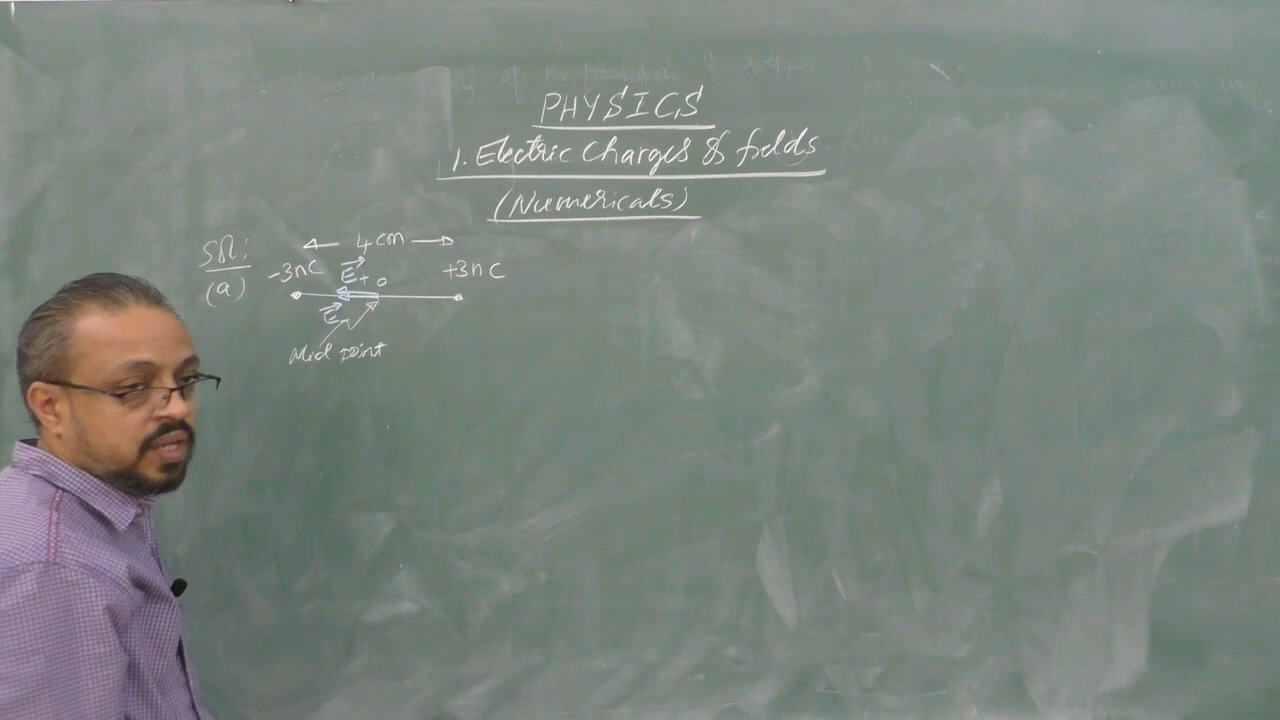 PHYSICS
1. Electric Charges & fields
(Numericals)
Sol:
(a)
4 cm
-3nC
+3nC
E+
o
E-
Mid point